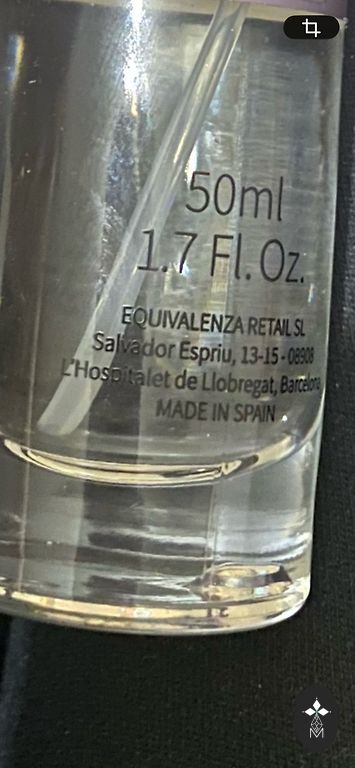 50ml
1.7 Fl. Oz.
EQUIVALENZA RETAIL SL
Salvador Espriu, 13-15 - 08908
L'Hospitalet de Llobregat, Barcelona
MADE IN SPAIN
M